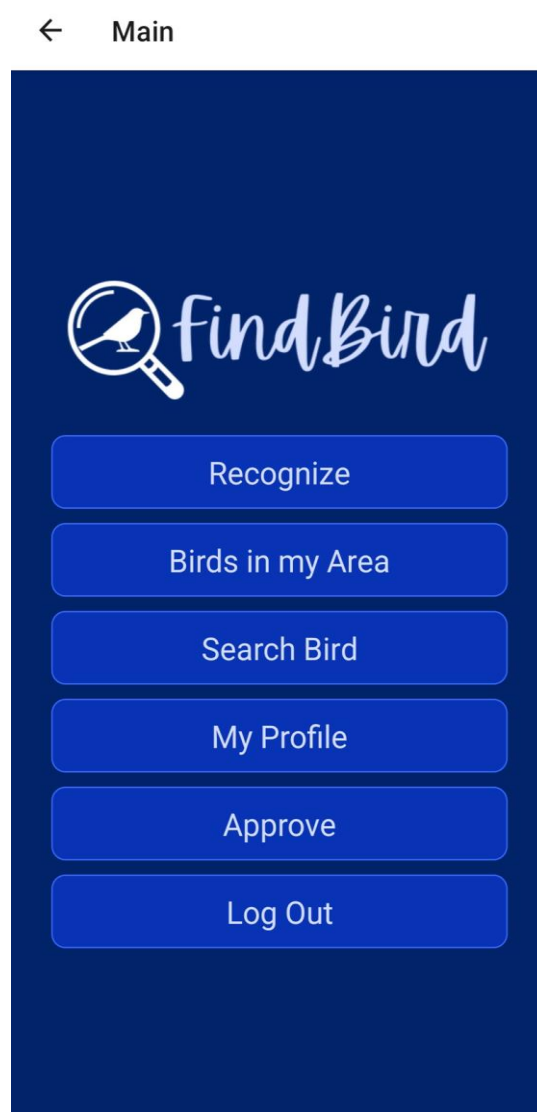 Main
FindBird
Recognize
Birds in my Area
Search Bird
My Profile
Approve
Log Out